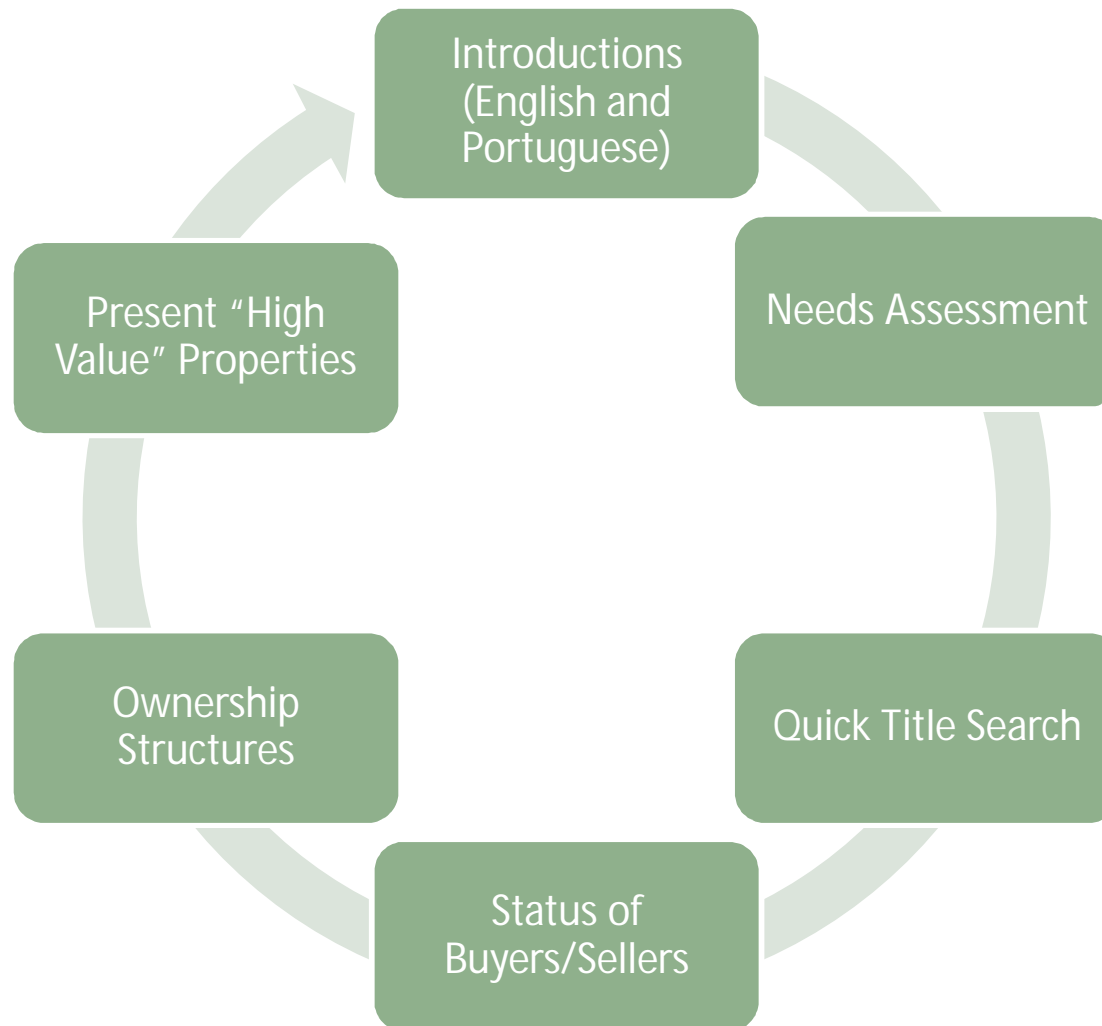 Introductions
(English and
Portuguese)
Needs Assessment
Quick Title Search
Status of
Buyers/Sellers
Ownership
Structures
Present “High
Value” Properties